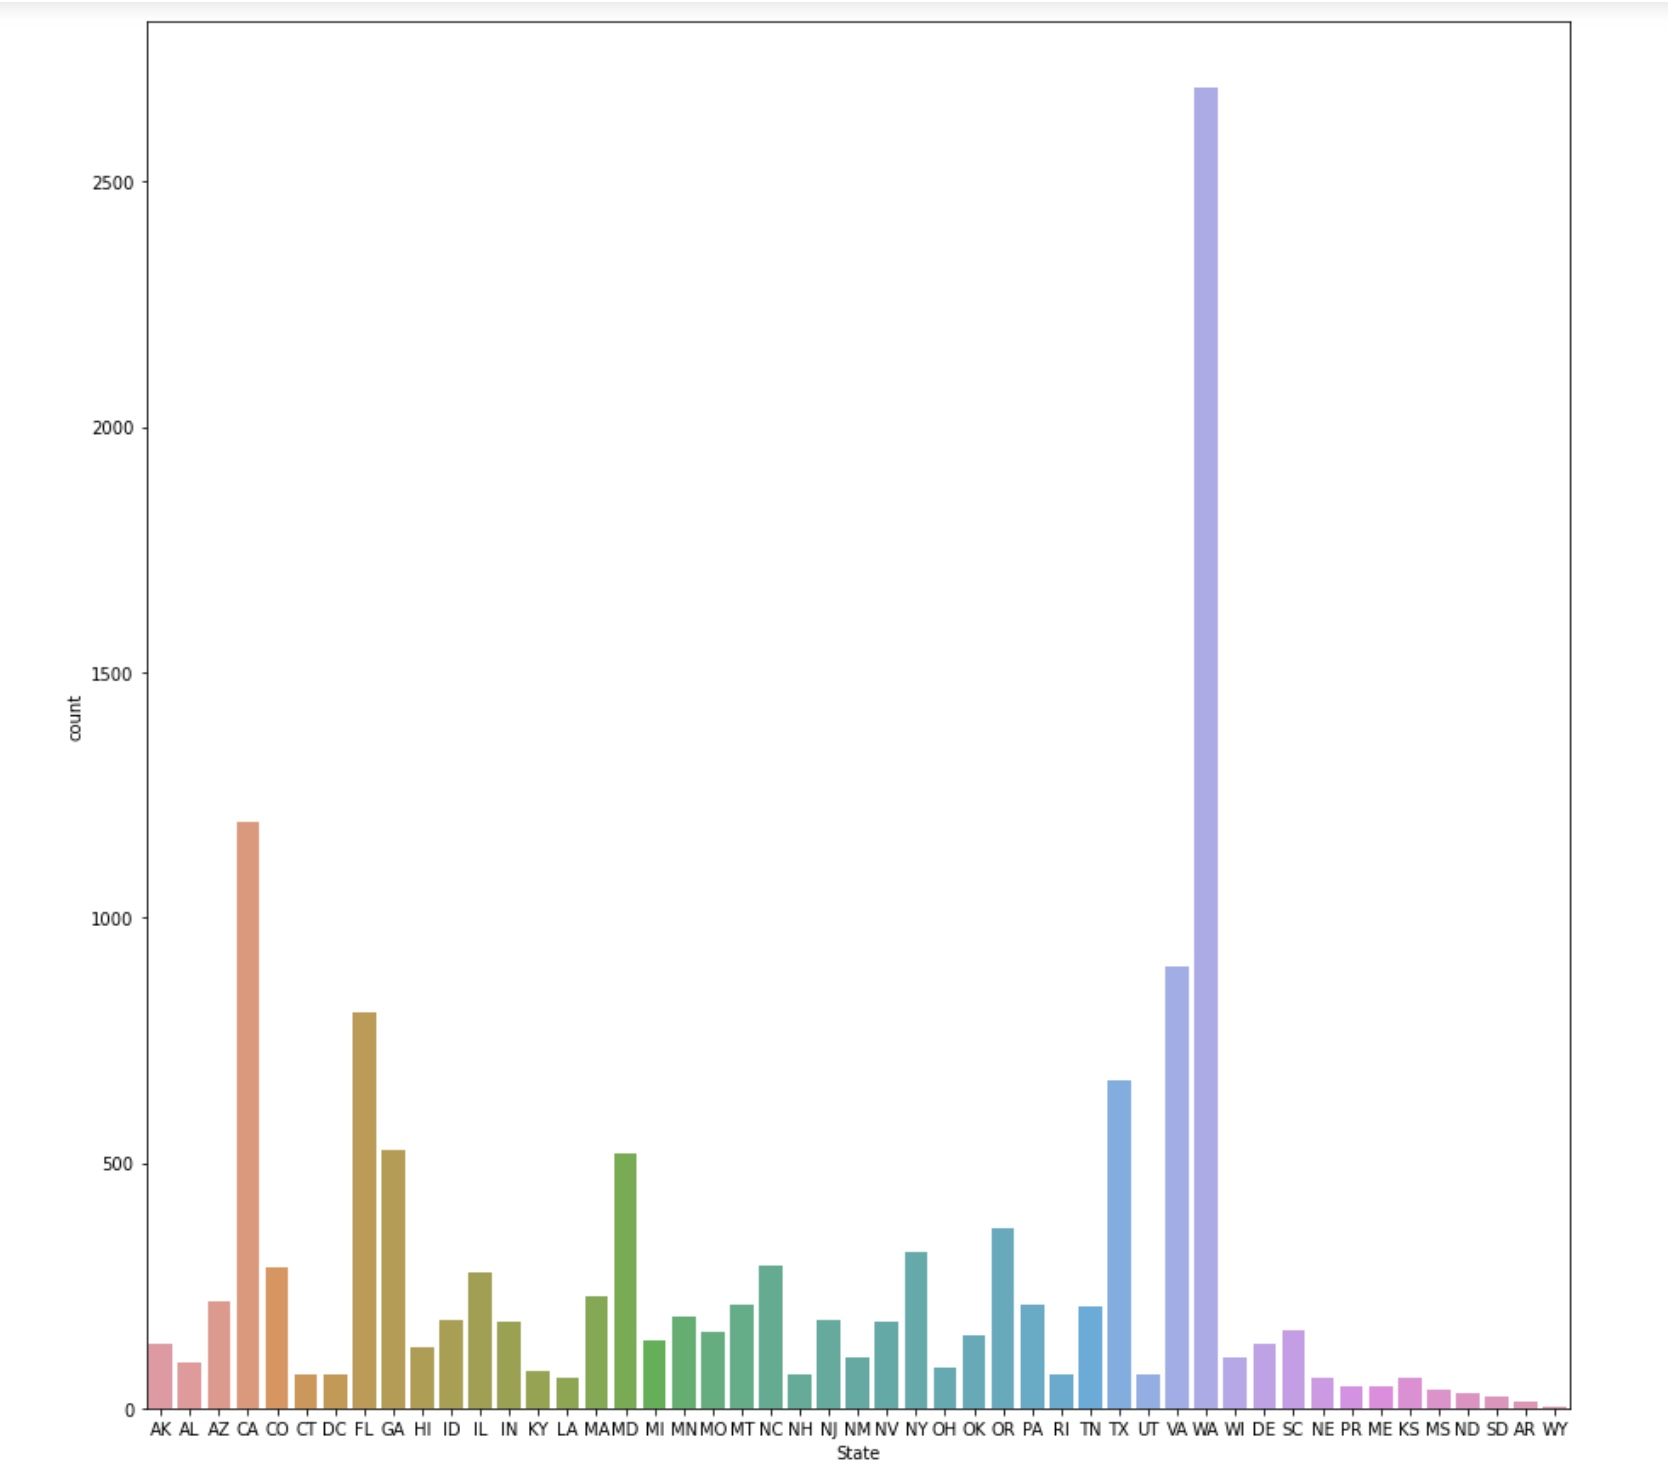 2500
2000
1500
1000
500
0
count
AK AL AZ CA CO CT DC FL GA HI ID IL IN KY LA MA MD MI MN MO MT NC NH NJ NM NV NY OH OK OR PA RI TN TX UT VA WA WI DE SC NE PR ME KS MS ND SD AR WY
State